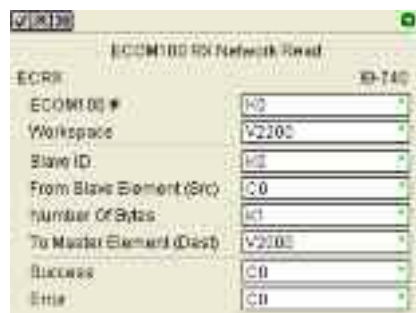 ECOM100 RX Network Read
ECRX IB-740
ECOM100 # K0
Workspace V2200
Slave ID K0
From Slave Element (Src) C0
Number Of Bytes K1
To Master Element (Dest) V2000
Success C0
Error C0